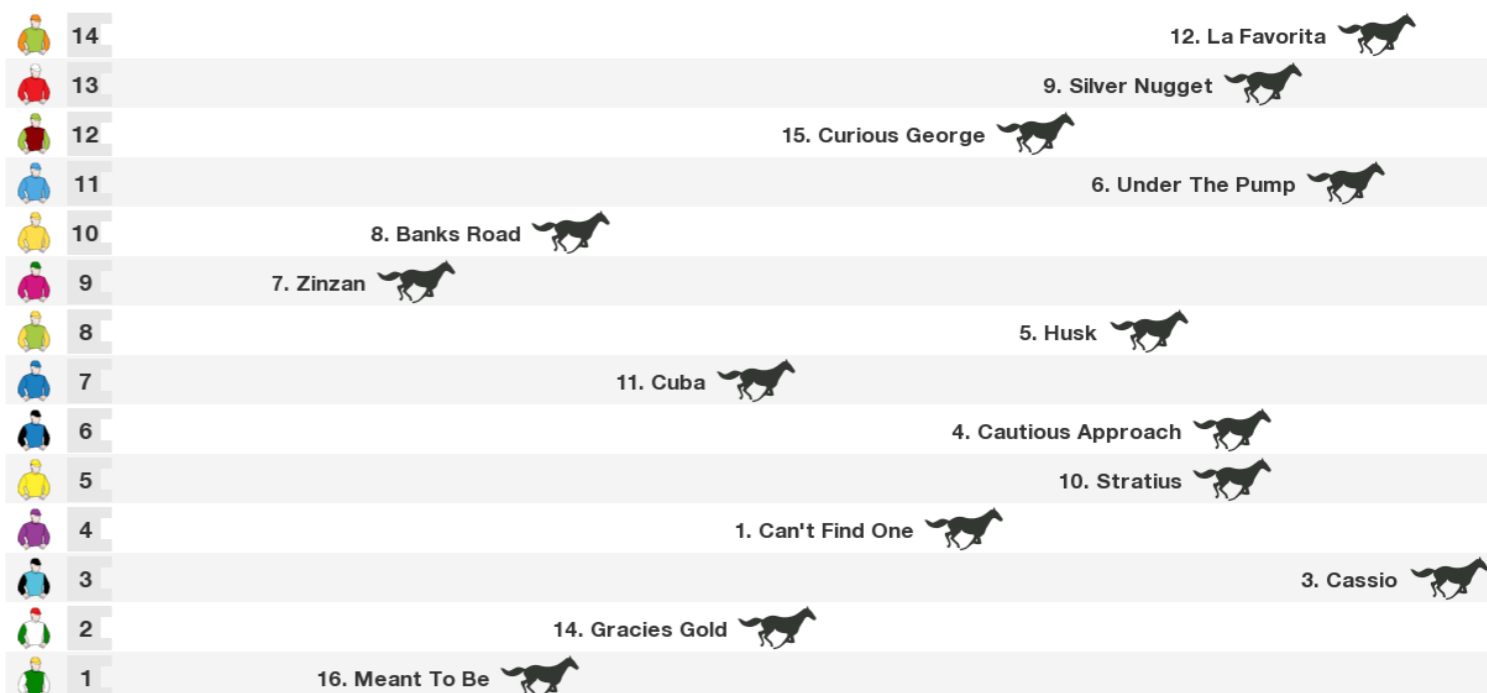 14 12. La Favorita
13 9. Silver Nugget
12 15. Curious George
11 6. Under The Pump
10 8. Banks Road
9 7. Zinzan
8 5. Husk
7 11. Cuba
6 4. Cautious Approach
5 10. Stratius
4 1. Can't Find One
3 3. Cassio
2 14. Gracies Gold
1 16. Meant To Be